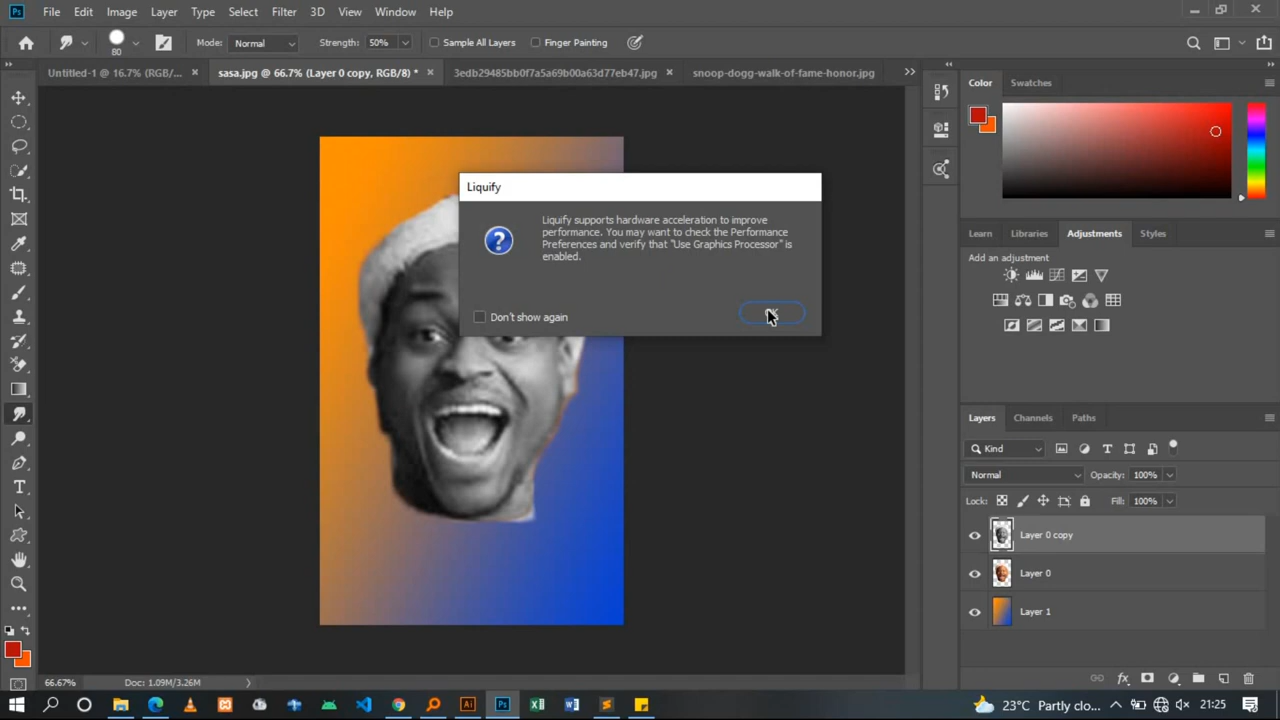 Ps File Edit Image Layer Type Select Filter 3D View Window Help
80 Mode: Normal Strength: 50% Sample All Layers Finger Painting
Untitled-1 @ 16.7% (RGB/... × sasa.jpg @ 66.7% (Layer 0 copy, RGB/8) * × 3edb29485bb0f7a5a69b00a63d77eb47.jpg × snoop-dogg-walk-of-fame-honor.jpg
Color Swatches
Liquify
Liquify supports hardware acceleration to improve
performance. You may want to check the Performance
Preferences and verify that "Use Graphics Processor" is
enabled.
Don't show again
Learn Libraries Adjustments Styles
Add an adjustment
Layers Channels Paths
Kind
Normal Opacity: 100%
Lock: Fill: 100%
Layer 0 copy
Layer 0
Layer 1
66.67% Doc: 1.09M/3.26M
Ai Ps 23°C Partly clo... 21:25